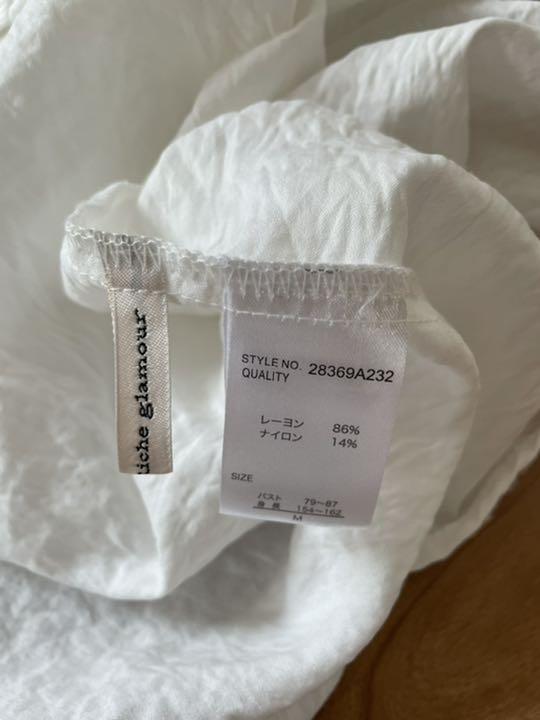 iche glamour
STYLE NO. 28369A232
QUALITY
レーヨン 86%
ナイロン 14%
SIZE
バスト 79~87
身長 154~162
M